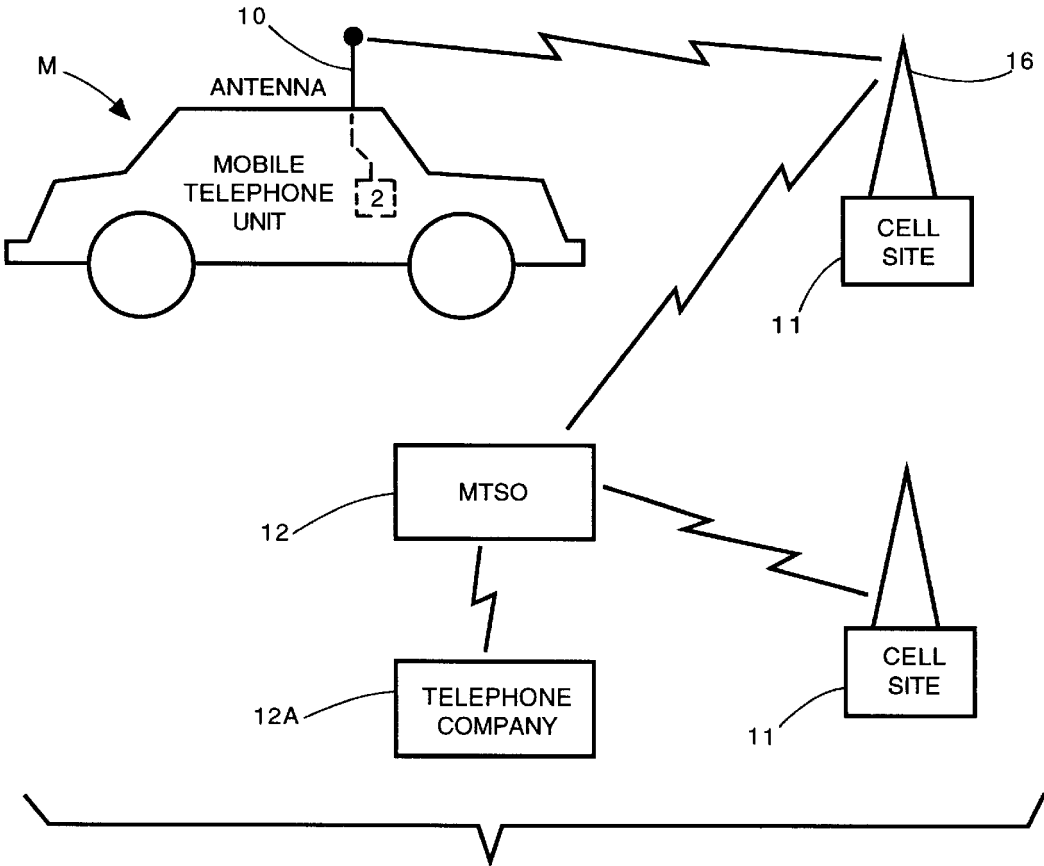 10
16
M
ANTENNA
MOBILE
TELEPHONE
UNIT
2
CELL
SITE
11
MTSO
12
CELL
SITE
12A
TELEPHONE
COMPANY
11